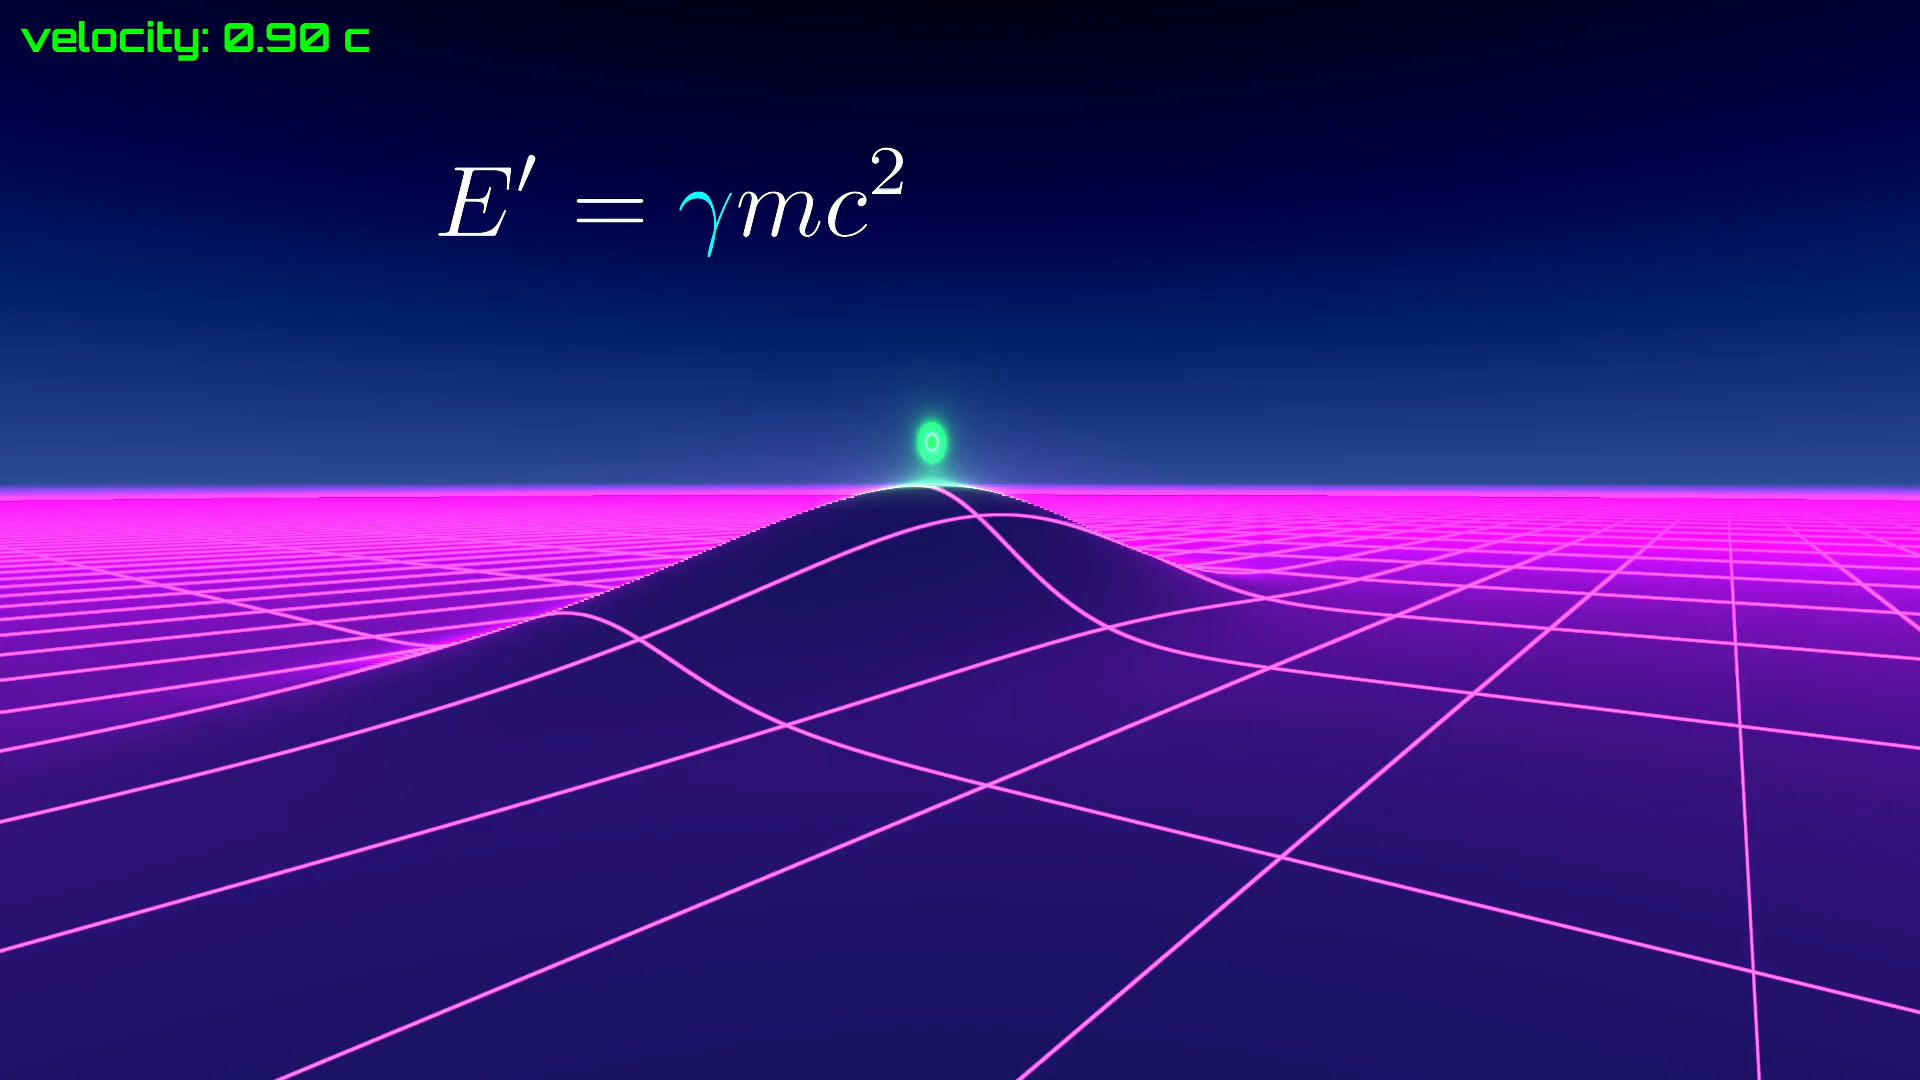 velocity: 0.90 c
E′ = γmc²